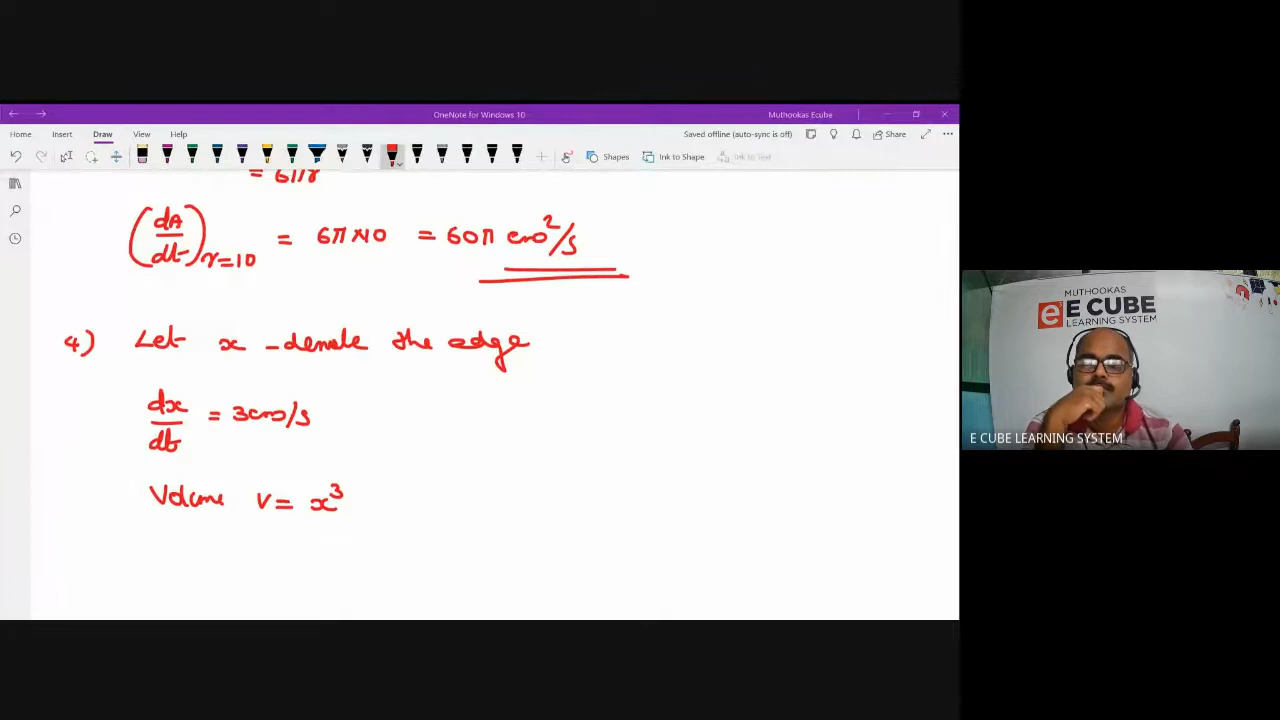 OneNote for Windows 10
Muthookas Ecube
Home Insert Draw View Help
Saved offline (auto-sync is off)
Share
Shapes
Ink to Shape
Ink to Text
= 6πr
(dA/dt)r=10 = 6π×10 = 60π cm²/s
4) Let x - denote the edge
dx/dt = 3cm/s
Volume V = x³
MUTHOOKAS
e E CUBE
LEARNING SYSTEM
E CUBE LEARNING SYSTEM